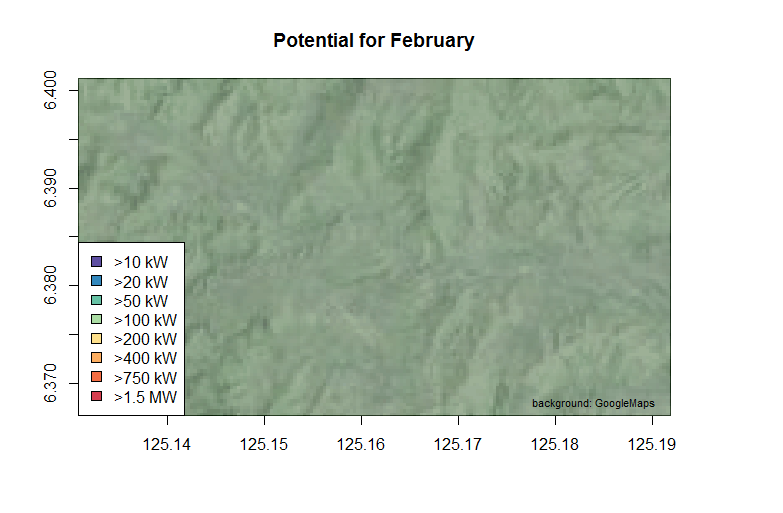 Potential for February
6.400
6.390
6.380
6.370
>10 kW
>20 kW
>50 kW
>100 kW
>200 kW
>400 kW
>750 kW
>1.5 MW
background: GoogleMaps
125.14 125.15 125.16 125.17 125.18 125.19